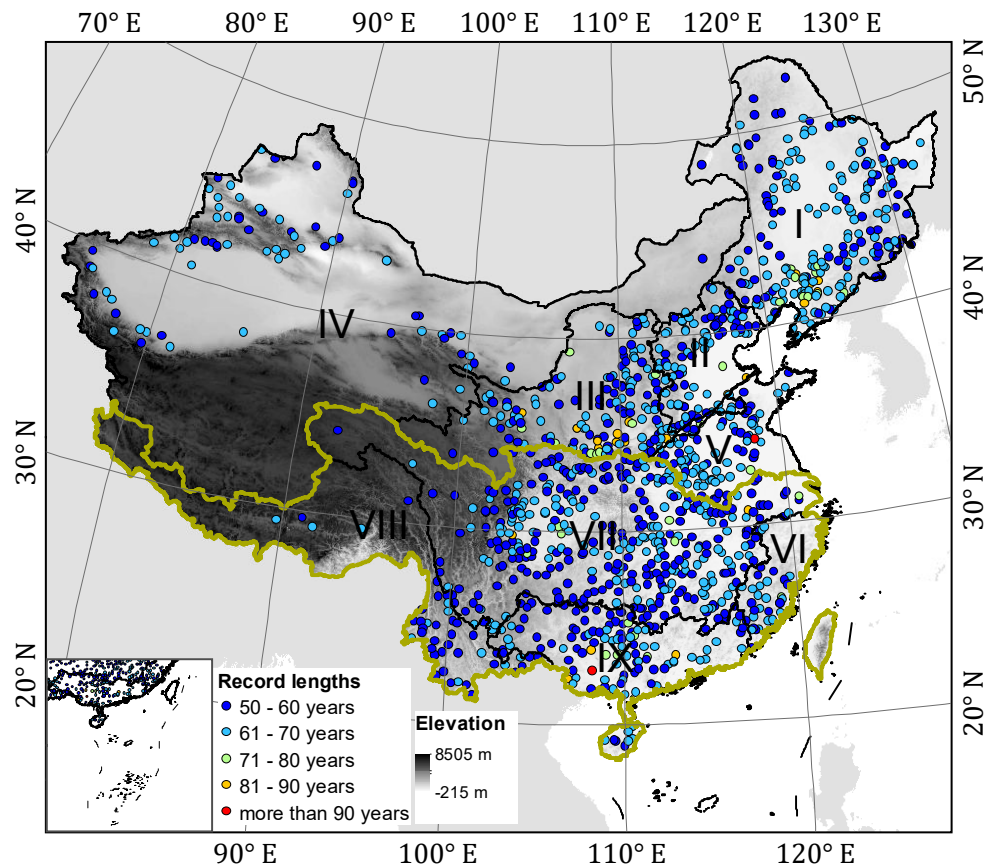 70° E 80° E 90° E 100° E 110° E 120° E 130° E
50° N
40° N
40° N
30° N
30° N
20° N
20° N
I
II
III
IV
V
VI
VII
VIII
IX
Record lengths
50 - 60 years
61 - 70 years
71 - 80 years
81 - 90 years
more than 90 years
Elevation
8505 m
-215 m
90° E 100° E 110° E 120° E